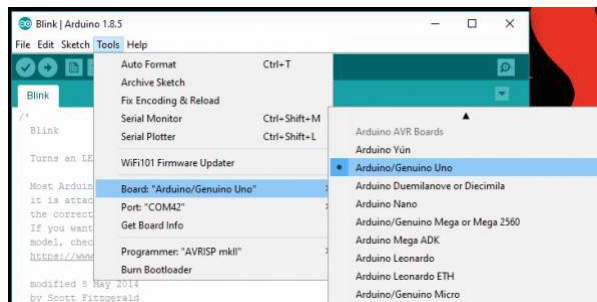 Blink | Arduino 1.8.5
File Edit Sketch Tools Help
Blink
/*
Blink
Turns an LE
Most Arduin
it is attac
the correct
If you want
model, chec
https://www
modified 8 May 2014
by Scott Fitzgerald
Auto Format Ctrl+T
Archive Sketch
Fix Encoding & Reload
Serial Monitor Ctrl+Shift+M
Serial Plotter Ctrl+Shift+L
WiFi101 Firmware Updater
Board: "Arduino/Genuino Uno"
Port: "COM42"
Get Board Info
Programmer: "AVRISP mkII"
Burn Bootloader
Arduino AVR Boards
Arduino Yún
Arduino/Genuino Uno
Arduino Duemilanove or Diecimila
Arduino Nano
Arduino/Genuino Mega or Mega 2560
Arduino Mega ADK
Arduino Leonardo
Arduino Leonardo ETH
Arduino/Genuino Micro